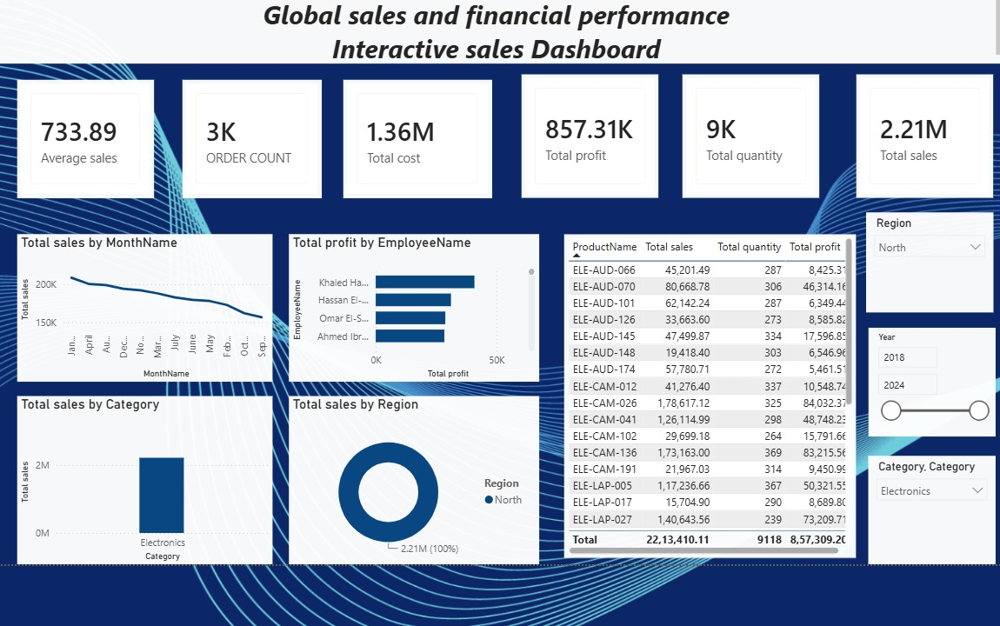 Global sales and financial performance
Interactive sales Dashboard
733.89
Average sales
3K
ORDER COUNT
1.36M
Total cost
857.31K
Total profit
9K
Total quantity
2.21M
Total sales
Total sales by MonthName
Total sales
200K
150K
Jan...
April
Au...
Dec...
No...
Mar...
July
June
May
Feb...
Oct...
Sep...
MonthName
Total profit by EmployeeName
EmployeeName
Khaled Ha...
Hassan El-...
Omar El-S...
Ahmed Ibr...
0K 50K
Total profit
Total sales by Category
Total sales
2M
0M
Electronics
Category
Total sales by Region
Region
North
2.21M (100%)
ProductName Total sales Total quantity Total profit
ELE-AUD-066 45,201.49 287 8,425.3
ELE-AUD-070 80,668.78 306 46,314.16
ELE-AUD-101 62,142.24 287 6,349.44
ELE-AUD-126 33,663.60 273 8,585.82
ELE-AUD-145 47,499.87 334 17,596.85
ELE-AUD-148 19,418.40 303 6,546.96
ELE-AUD-174 57,780.71 272 5,461.5
ELE-CAM-012 41,276.40 337 10,548.74
ELE-CAM-026 1,78,617.12 325 84,032.37
ELE-CAM-041 1,26,114.99 298 48,748.23
ELE-CAM-102 29,699.18 264 15,791.66
ELE-CAM-136 1,73,163.00 369 83,215.56
ELE-CAM-191 21,967.03 314 9,450.99
ELE-LAP-005 1,17,236.66 367 50,321.55
ELE-LAP-017 15,704.90 290 8,689.80
ELE-LAP-027 1,40,643.56 239 73,209.71
Total 22,13,410.11 9118 8,57,309.20
Region
North
Year
2018
2024
Category, Category
Electronics